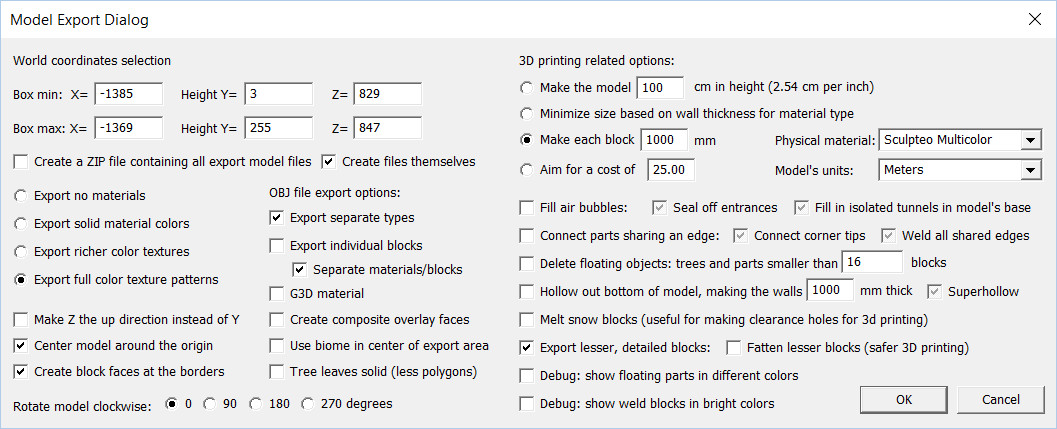 Model Export Dialog
World coordinates selection
Box min: X= -1385 Height Y= 3 Z= 829
Box max: X= -1369 Height Y= 255 Z= 847
Create a ZIP file containing all export model files Create files themselves
Export no materials
Export solid material colors
Export richer color textures
Export full color texture patterns
OBJ file export options:
Export separate types
Export individual blocks
Separate materials/blocks
G3D material
Make Z the up direction instead of Y
Center model around the origin
Create block faces at the borders
Create composite overlay faces
Use biome in center of export area
Tree leaves solid (less polygons)
Rotate model clockwise: 0 90 180 270 degrees
3D printing related options:
Make the model 100 cm in height (2.54 cm per inch)
Minimize size based on wall thickness for material type
Make each block 1000 mm Physical material: Sculpteo Multicolor
Aim for a cost of 25.00 Model's units: Meters
Fill air bubbles: Seal off entrances Fill in isolated tunnels in model's base
Connect parts sharing an edge: Connect corner tips Weld all shared edges
Delete floating objects: trees and parts smaller than 16 blocks
Hollow out bottom of model, making the walls 1000 mm thick Superhollow
Melt snow blocks (useful for making clearance holes for 3d printing)
Export lesser, detailed blocks: Fatten lesser blocks (safer 3D printing)
Debug: show floating parts in different colors
Debug: show weld blocks in bright colors
OK Cancel